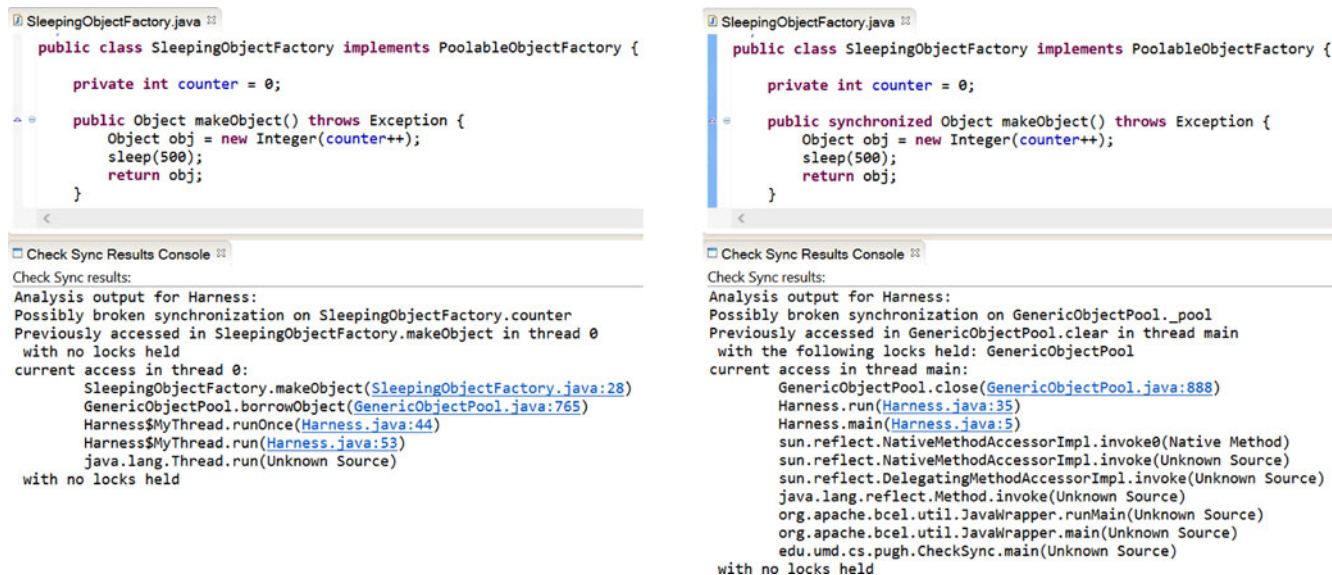 SleepingObjectFactory.java
public class SleepingObjectFactory implements PoolableObjectFactory {
private int counter = 0;
public Object makeObject() throws Exception {
Object obj = new Integer(counter++);
sleep(500);
return obj;
}
Check Sync Results Console
Check Sync results:
Analysis output for Harness:
Possibly broken synchronization on SleepingObjectFactory.counter
Previously accessed in SleepingObjectFactory.makeObject in thread 0
with no locks held
current access in thread 0:
SleepingObjectFactory.makeObject(SleepingObjectFactory.java:28)
GenericObjectPool.borrowObject(GenericObjectPool.java:765)
Harness$MyThread.runOnce(Harness.java:44)
Harness$MyThread.run(Harness.java:53)
java.lang.Thread.run(Unknown Source)
with no locks held
SleepingObjectFactory.java
public class SleepingObjectFactory implements PoolableObjectFactory {
private int counter = 0;
public synchronized Object makeObject() throws Exception {
Object obj = new Integer(counter++);
sleep(500);
return obj;
}
Check Sync Results Console
Check Sync results:
Analysis output for Harness:
Possibly broken synchronization on GenericObjectPool._pool
Previously accessed in GenericObjectPool.clear in thread main
with the following locks held: GenericObjectPool
current access in thread main:
GenericObjectPool.close(GenericObjectPool.java:888)
Harness.run(Harness.java:35)
Harness.main(Harness.java:5)
sun.reflect.NativeMethodAccessorImpl.invoke0(Native Method)
sun.reflect.NativeMethodAccessorImpl.invoke(Unknown Source)
sun.reflect.DelegatingMethodAccessorImpl.invoke(Unknown Source)
java.lang.reflect.Method.invoke(Unknown Source)
org.apache.bcel.util.JavaWrapper.runMain(Unknown Source)
org.apache.bcel.util.JavaWrapper.main(Unknown Source)
edu.umd.cs.pugh.CheckSync.main(Unknown Source)
with no locks held